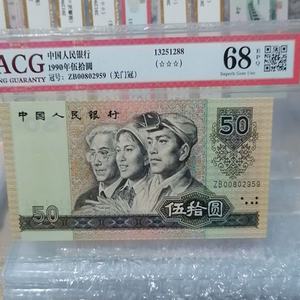 ACG
NG GUARANTY
中国人民银行
1990年伍拾圆
冠号：ZB00802959（关门冠）
13251288
(☆☆☆)
68 EPQ
Superb Gem Unc
中国人民银行
50
ZB00802959
50
伍拾圆